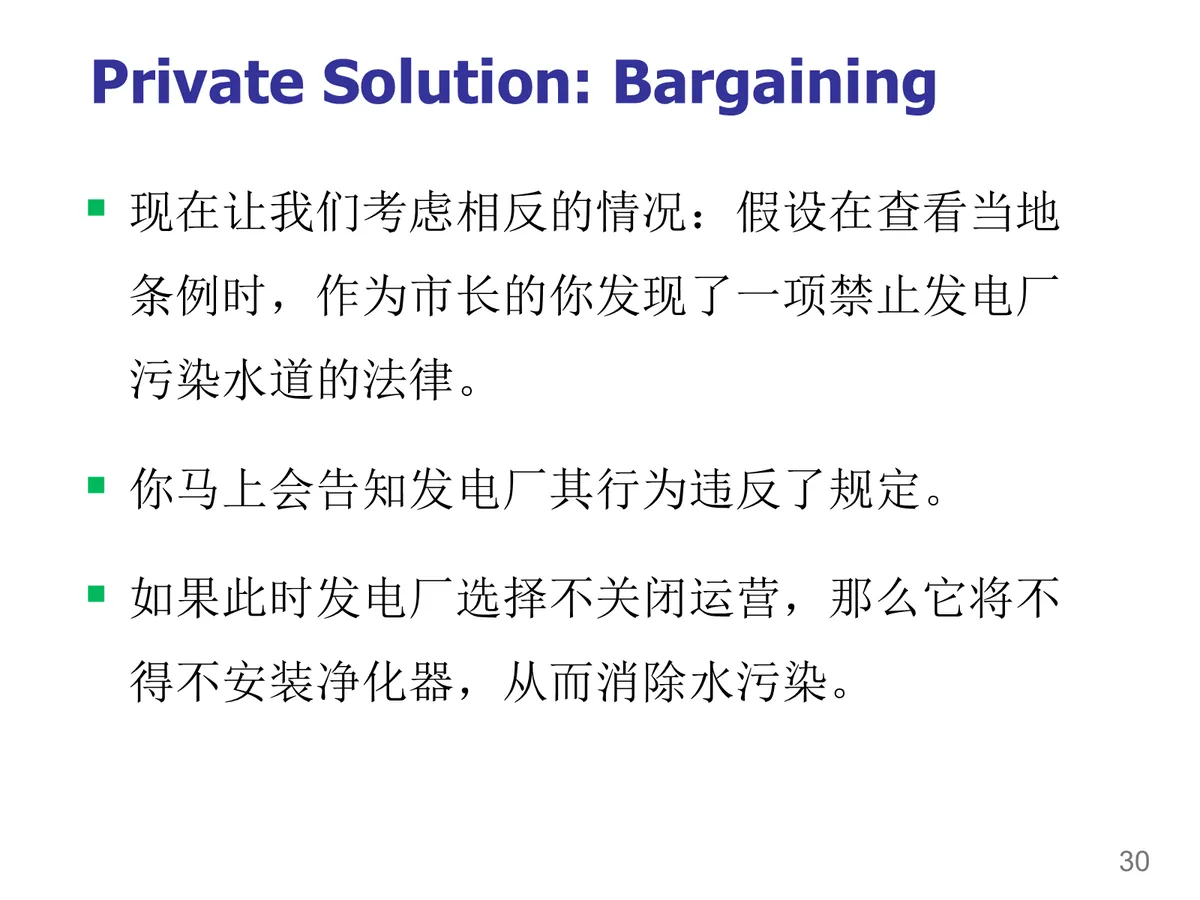 Private Solution: Bargaining
现在让我们考虑相反的情况：假设在查看当地
条例时，作为市长的你发现了一项禁止发电厂
污染水道的法律。
你马上会告知发电厂其行为违反了规定。
如果此时发电厂选择不关闭运营，那么它将不
得不安装净化器，从而消除水污染。
30